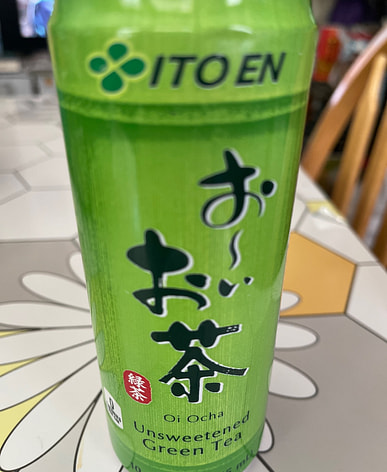 ITO EN
お～い
お茶
緑茶
Oi Ocha
Unsweetened
Green Tea